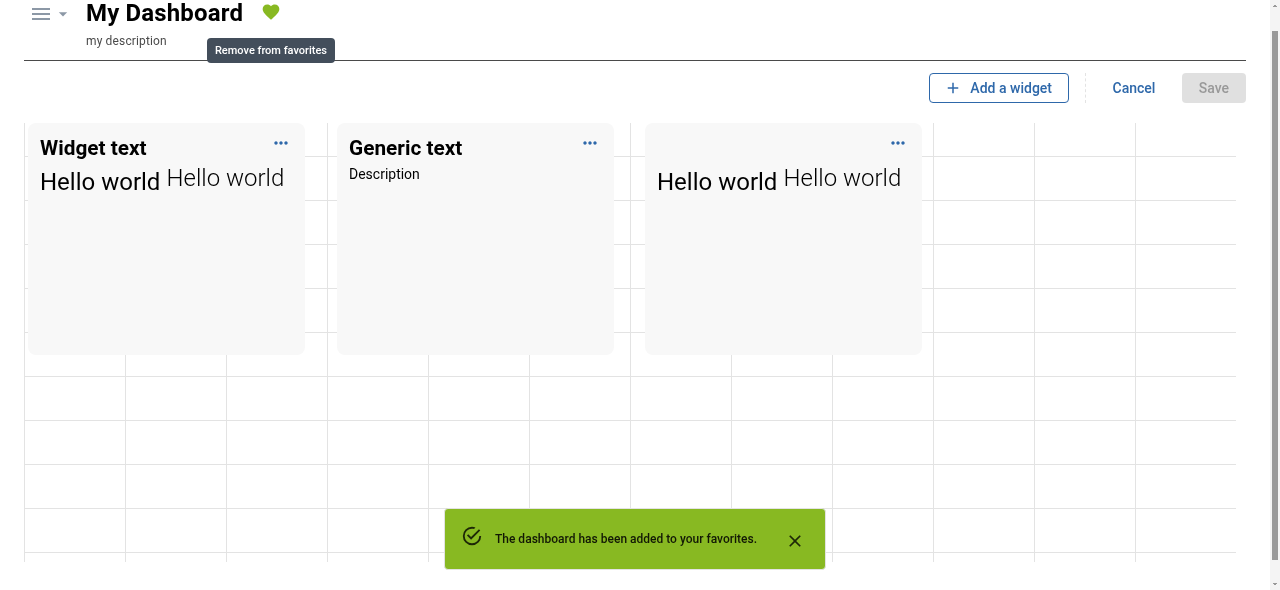 My Dashboard
my description
Remove from favorites
Add a widget
Cancel
Save
Widget text
Hello world Hello world
Generic text
Description
Hello world Hello world
The dashboard has been added to your favorites.